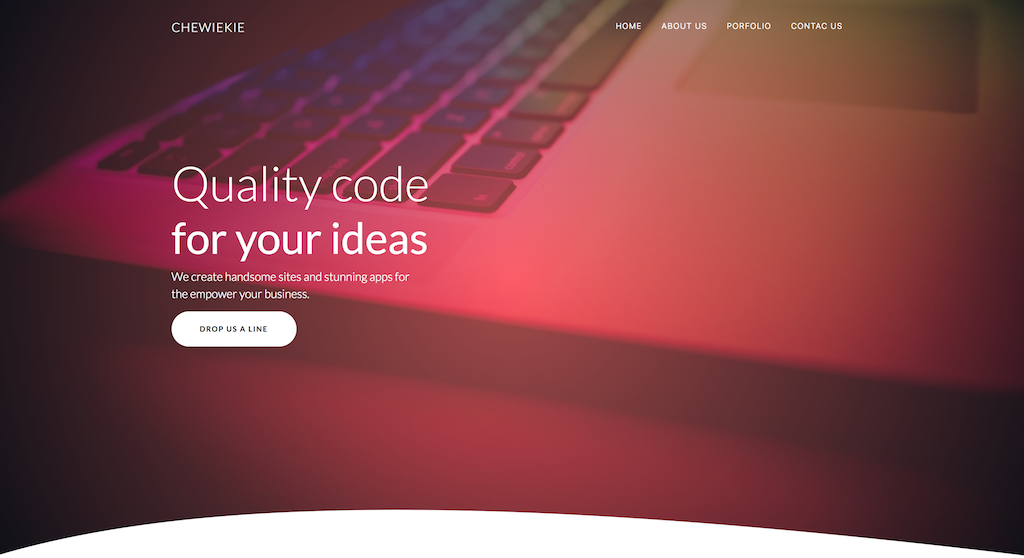 CHEWIEKIE
HOME ABOUT US PORFOLIO CONTAC US
Quality code
for your ideas
We create handsome sites and stunning apps for
the empower your business.
DROP US A LINE